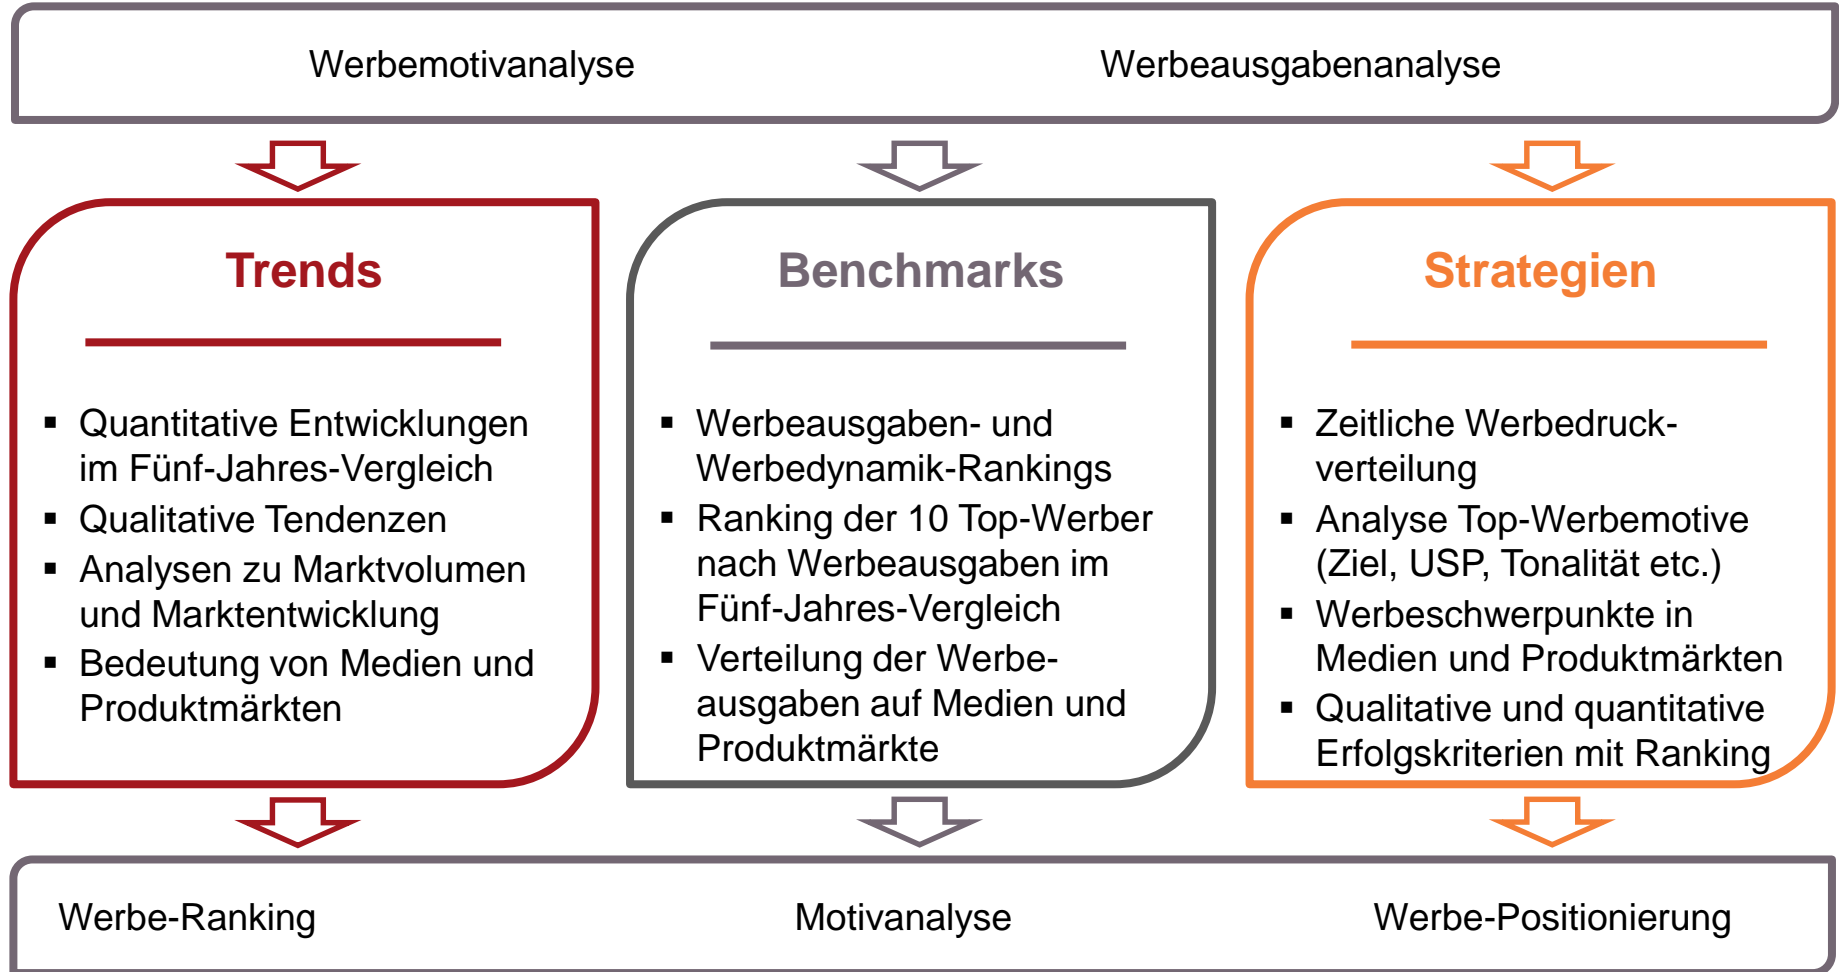 Werbemotivanalyse
Werbeausgabenanalyse
Trends
▪ Quantitative Entwicklungen
im Fünf-Jahres-Vergleich
▪ Qualitative Tendenzen
▪ Analysen zu Marktvolumen
und Marktentwicklung
▪ Bedeutung von Medien und
Produktmärkten
Benchmarks
▪ Werbeausgaben- und
Werbedynamik-Rankings
▪ Ranking der 10 Top-Werber
nach Werbeausgaben im
Fünf-Jahres-Vergleich
▪ Verteilung der Werbe-
ausgaben auf Medien und
Produktmärkte
Strategien
▪ Zeitliche Werbedruck-
verteilung
▪ Analyse Top-Werbemotive
(Ziel, USP, Tonalität etc.)
▪ Werbeschwerpunkte in
Medien und Produktmärkten
▪ Qualitative und quantitative
Erfolgskriterien mit Ranking
Werbe-Ranking
Motivanalyse
Werbe-Positionierung